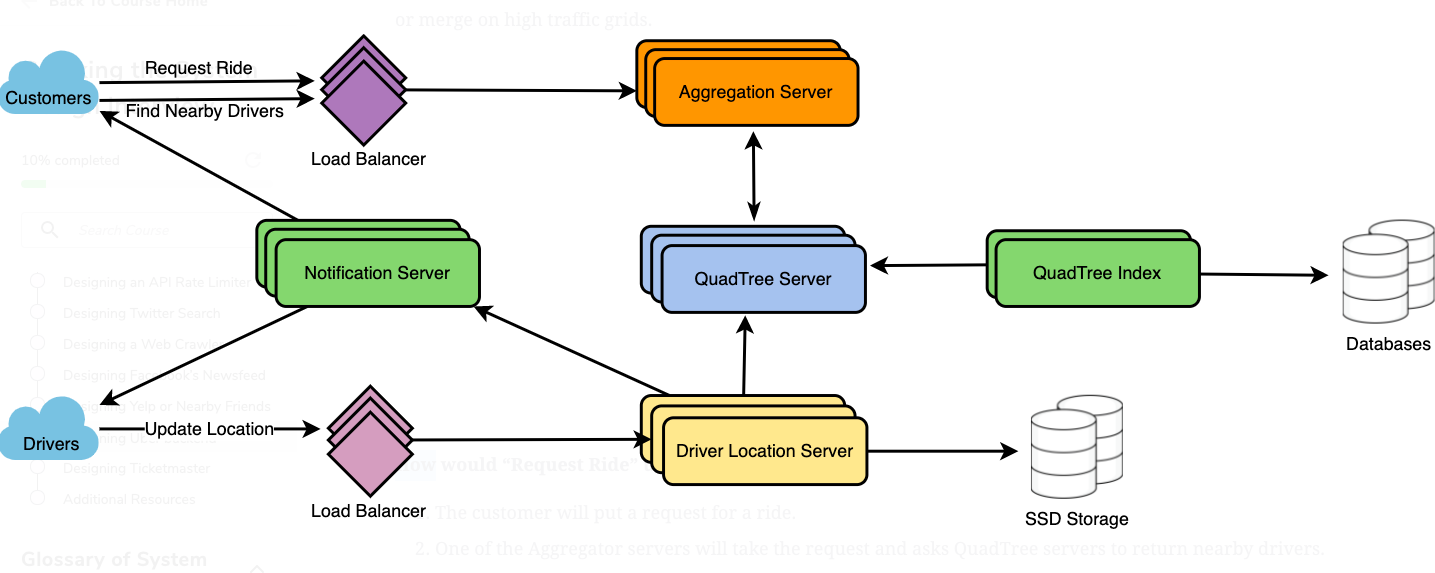 Back To Course Home
or merge on high traffic grids.
Request Ride
Customers
Find Nearby Drivers
Aggregation Server
Load Balancer
10% completed
Search Course
Notification Server
QuadTree Server
QuadTree Index
Designing an API Rate Limiter
Designing Twitter Search
Designing a Web Crawle
Databases
Designing Facebook's Newsfeed
Designing Yelp or Nearby Friends
Update Location
Drivers
Driver Location Server
how would "Request Ride"
Designing Ticketmaster
Additional Resources
Load Balancer
The customer will put a request for a ride.
SSD Storage
2. One of the Aggregator servers will take the request and asks QuadTree servers to return nearby drivers.
Glossary of System